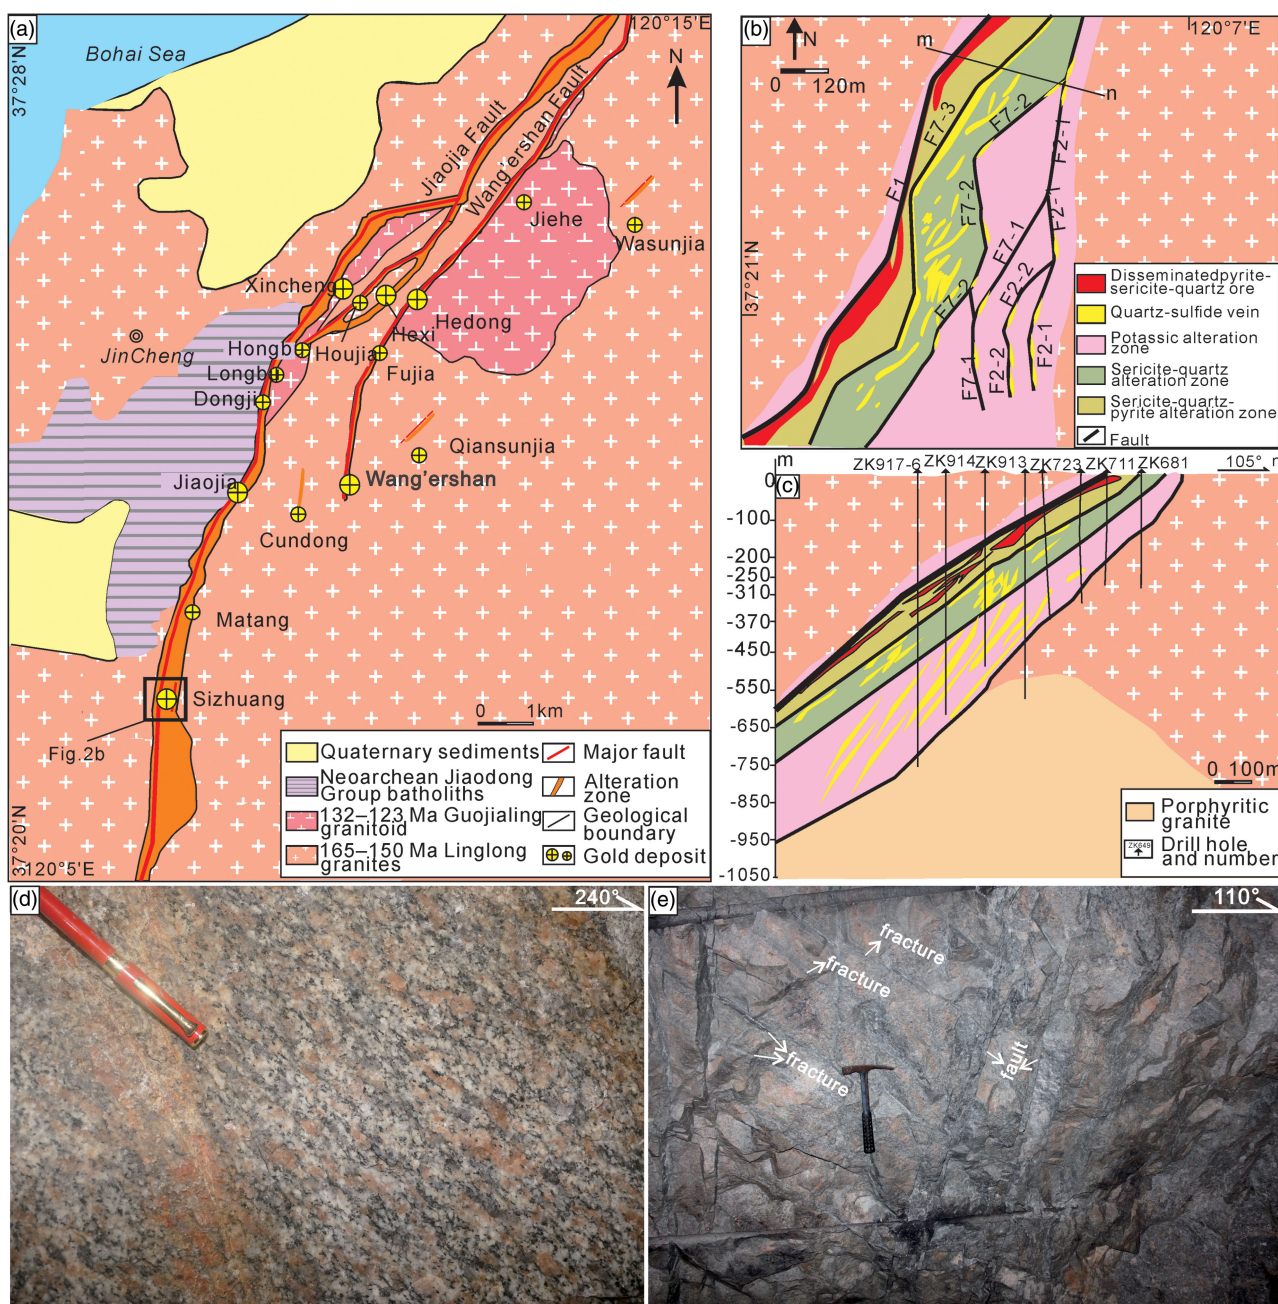 (a)
120°15'E
Bohai Sea
37°28'N
N
Jiaojia Fault
Wang'ershan Fault
Jiehe
Wasunjia
Xincheng
Hedong
Hexi
JinCheng
Hongb
Houjia
Longb
Fujia
Dongji
Qiansunjia
Jiaojia
Wang'ershan
Cundong
Matang
Sizhuang
0 1km
Fig.2b
37°20'N
120°5'E
Quaternary sediments
Major fault
Neoarchean Jiaodong
Group batholiths
Alteration
zone
132–123 Ma Guojialing
granitoid
Geological
boundary
165–150 Ma Linglong
granites
Gold deposit
(b)
N
120°7'E
m
0 120m
n
F7-3
F7-2
F2-1
F1
F7-2
F2-1
F7-1
37°21'N
F7-2
F2-2
F7-1
F2-2
F2-1
Disseminatedpyrite-
sericite-quartz ore
Quartz-sulfide vein
Potassic alteration
zone
Sericite-quartz
alteration zone
Sericite-quartz-
pyrite alteration zone
Fault
m
ZK917-6
ZK914
ZK913
ZK723
ZK711
ZK681
105°
n
0
(c)
-100
-200
-250
-310
-370
-450
-550
-650
-750
-850
-950
-1050
0 100m
Porphyritic
granite
ZK649
Drill hole
and number
(d)
240°
(e)
110°
fracture
fracture
fracture
fault